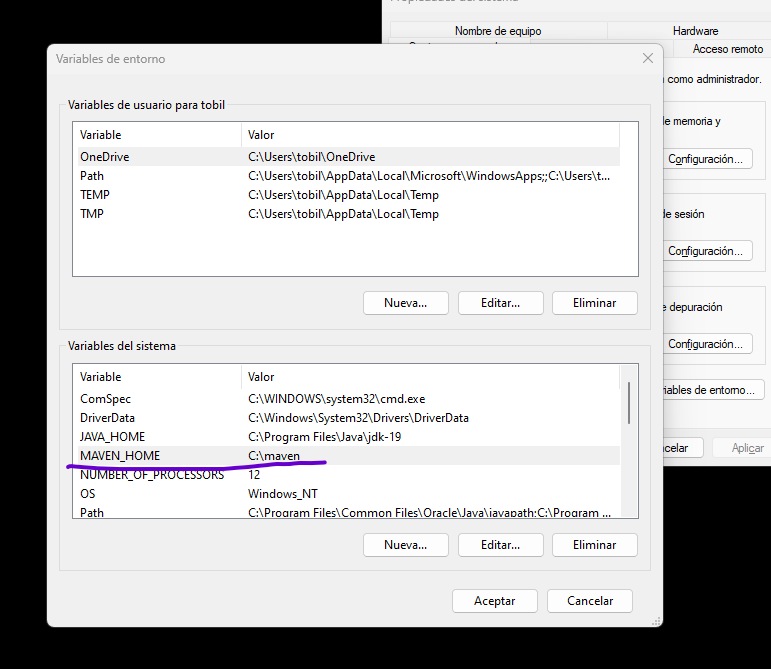 Nombre de equipo
Hardware
Acceso remoto
como administrador.
Variables de entorno
Variables de usuario para tobil
Variable Valor
OneDrive C:\Users\tobil\OneDrive
Path C:\Users\tobil\AppData\Local\Microsoft\WindowsApps;;C:\Users\t...
TEMP C:\Users\tobil\AppData\Local\Temp
TMP C:\Users\tobil\AppData\Local\Temp
Nueva... Editar... Eliminar
Variables del sistema
Variable Valor
ComSpec C:\WINDOWS\system32\cmd.exe
DriverData C:\Windows\System32\Drivers\DriverData
JAVA_HOME C:\Program Files\Java\jdk-19
MAVEN_HOME C:\maven
NUMBER_OF_PROCESSORS 12
OS Windows_NT
Path C:\Program Files\Common Files\Oracle\Java\javapath;C:\Program ...
Nueva... Editar... Eliminar
Aceptar Cancelar
de memoria y
Configuración...
de sesión
Configuración...
depuración
Configuración...
de entorno...
Aplicar